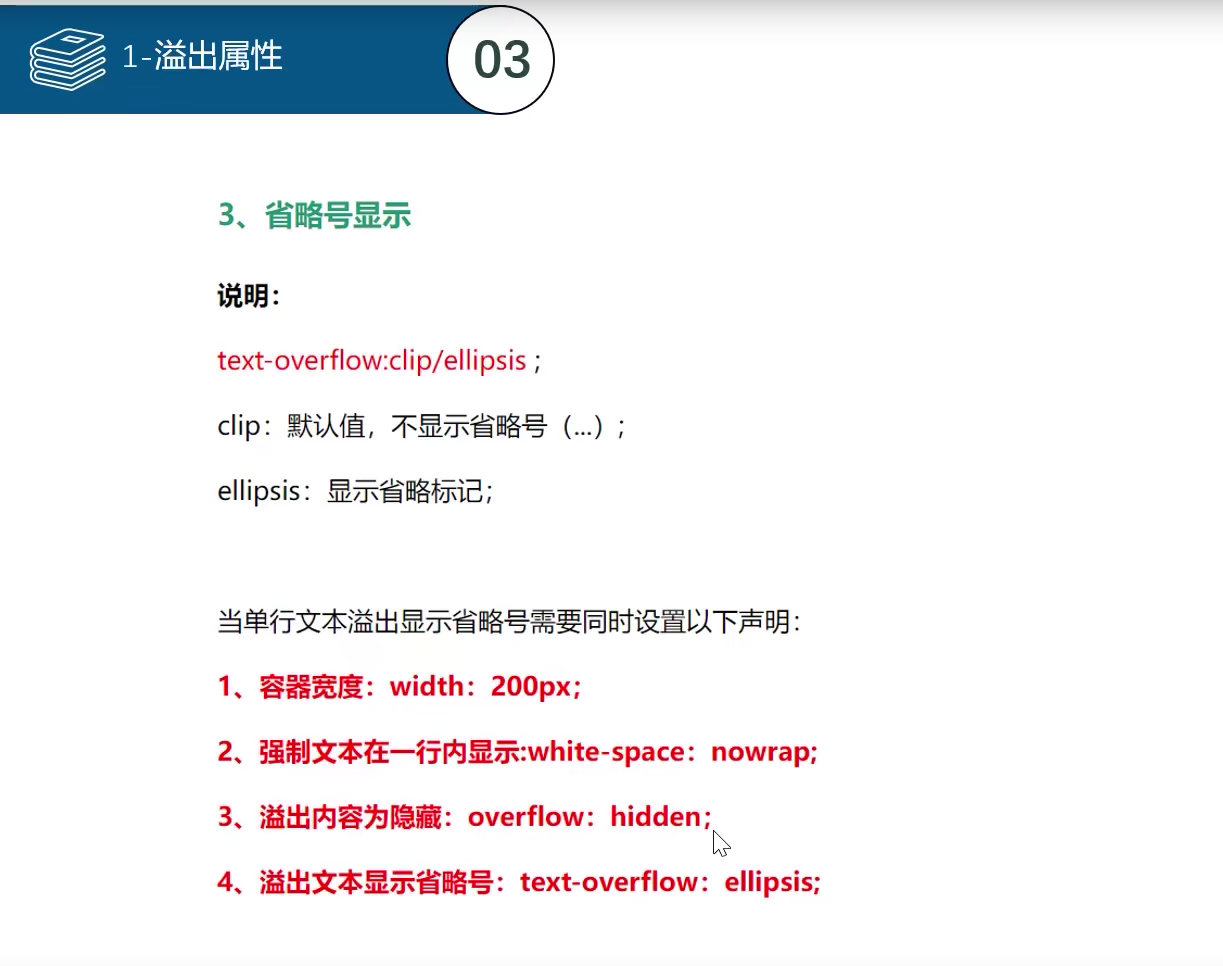 1-溢出属性
03
3、省略号显示
说明：
text-overflow:clip/ellipsis ;
clip：默认值，不显示省略号（...）;
ellipsis：显示省略标记;
当单行文本溢出显示省略号需要同时设置以下声明：
1、容器宽度：width：200px;
2、强制文本在一行内显示:white-space：nowrap;
3、溢出内容为隐藏：overflow：hidden;
4、溢出文本显示省略号：text-overflow：ellipsis;